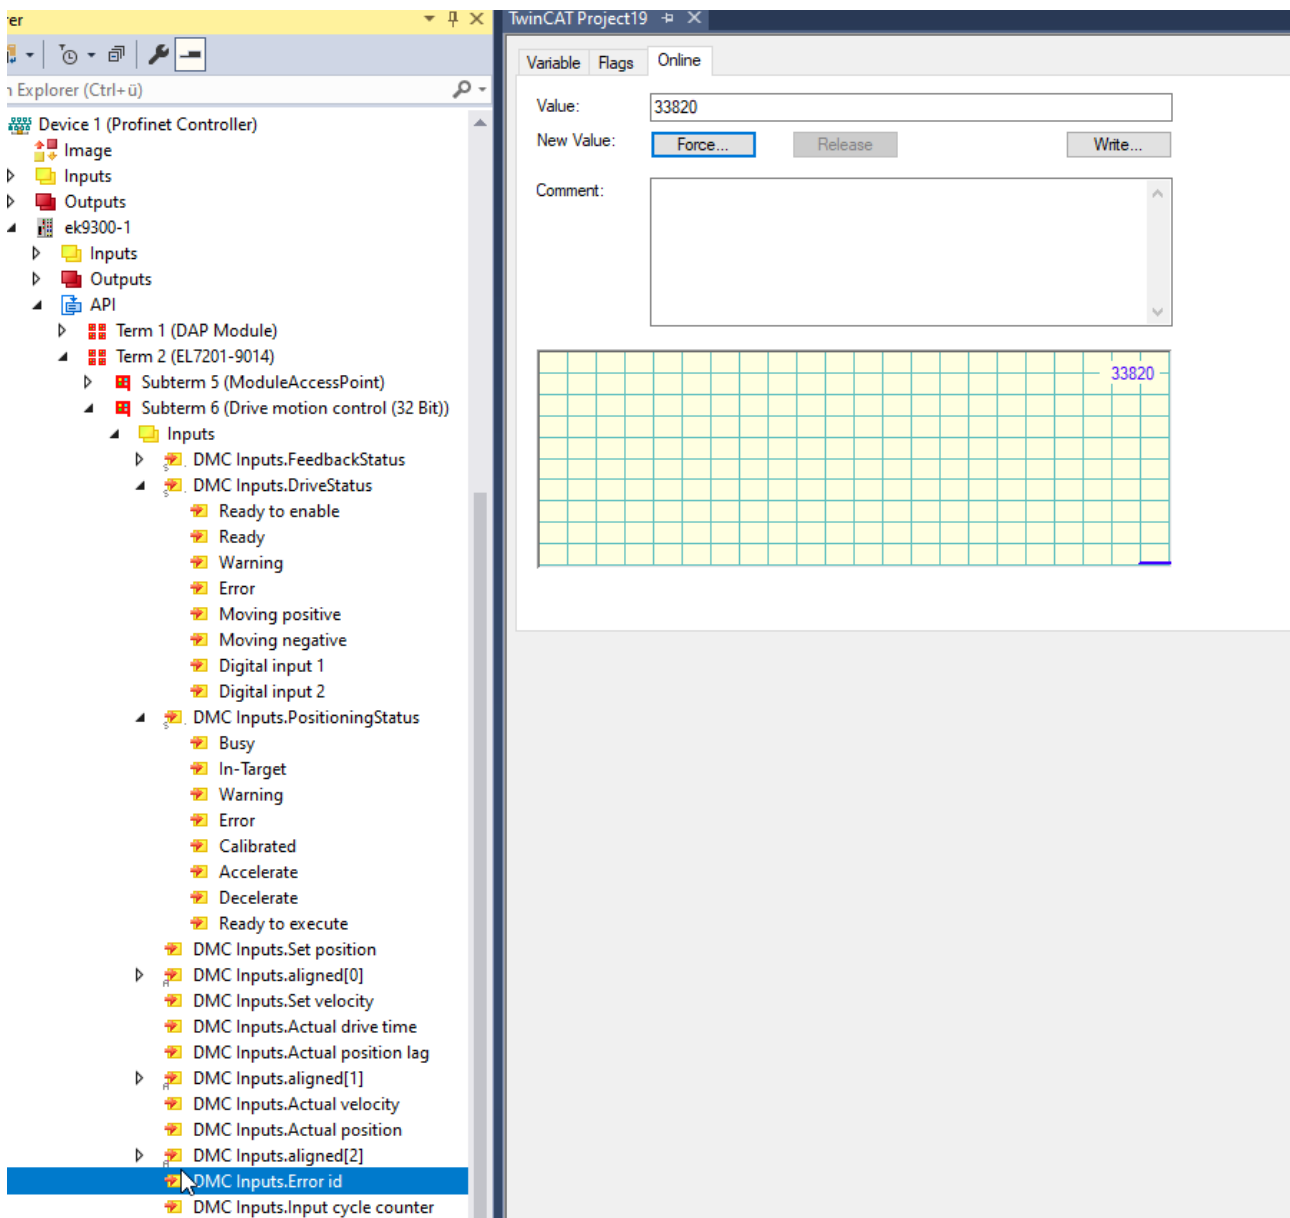 er
TwinCAT Project19
Explorer (Ctrl+ü)
Device 1 (Profinet Controller)
Image
Inputs
Outputs
ek9300-1
Inputs
Outputs
API
Term 1 (DAP Module)
Term 2 (EL7201-9014)
Subterm 5 (ModuleAccessPoint)
Subterm 6 (Drive motion control (32 Bit))
Inputs
DMC Inputs.FeedbackStatus
DMC Inputs.DriveStatus
Ready to enable
Ready
Warning
Error
Moving positive
Moving negative
Digital input 1
Digital input 2
DMC Inputs.PositioningStatus
Busy
In-Target
Warning
Error
Calibrated
Accelerate
Decelerate
Ready to execute
DMC Inputs.Set position
DMC Inputs.aligned[0]
DMC Inputs.Set velocity
DMC Inputs.Actual drive time
DMC Inputs.Actual position lag
DMC Inputs.aligned[1]
DMC Inputs.Actual velocity
DMC Inputs.Actual position
DMC Inputs.aligned[2]
DMC Inputs.Error id
DMC Inputs.Input cycle counter
Variable Flags Online
Value: 33820
New Value: Force... Release Write...
Comment:
33820